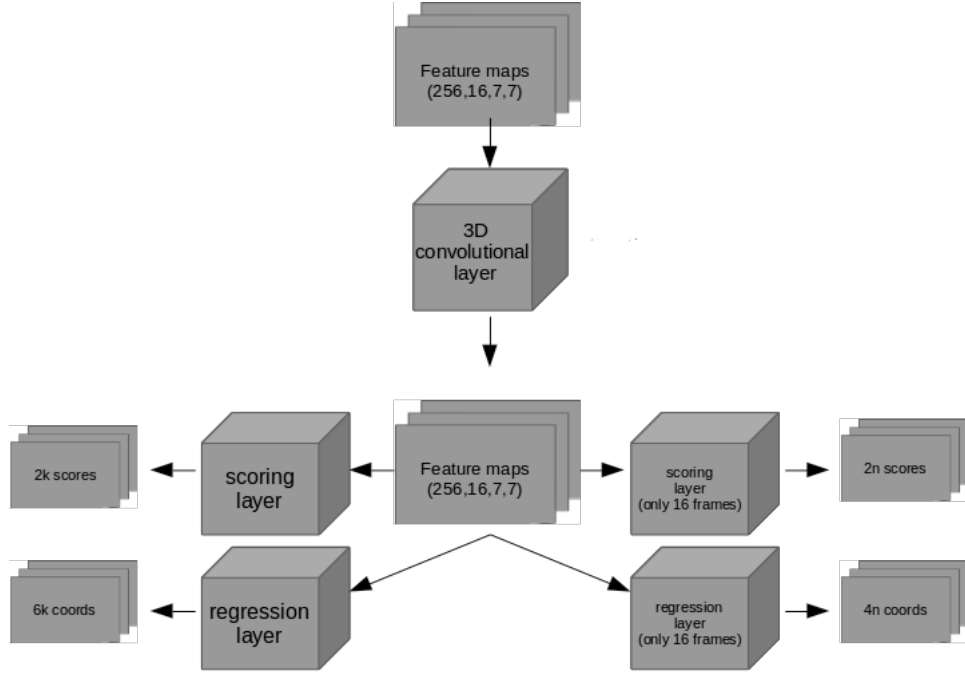 Feature maps
(256,16,7,7)
3D
convolutional
layer
2k scores
scoring
layer
Feature maps
(256,16,7,7)
scoring
layer
(only 16 frames)
2n scores
6k coords
regression
layer
regression
layer
(only 16 frames)
4n coords